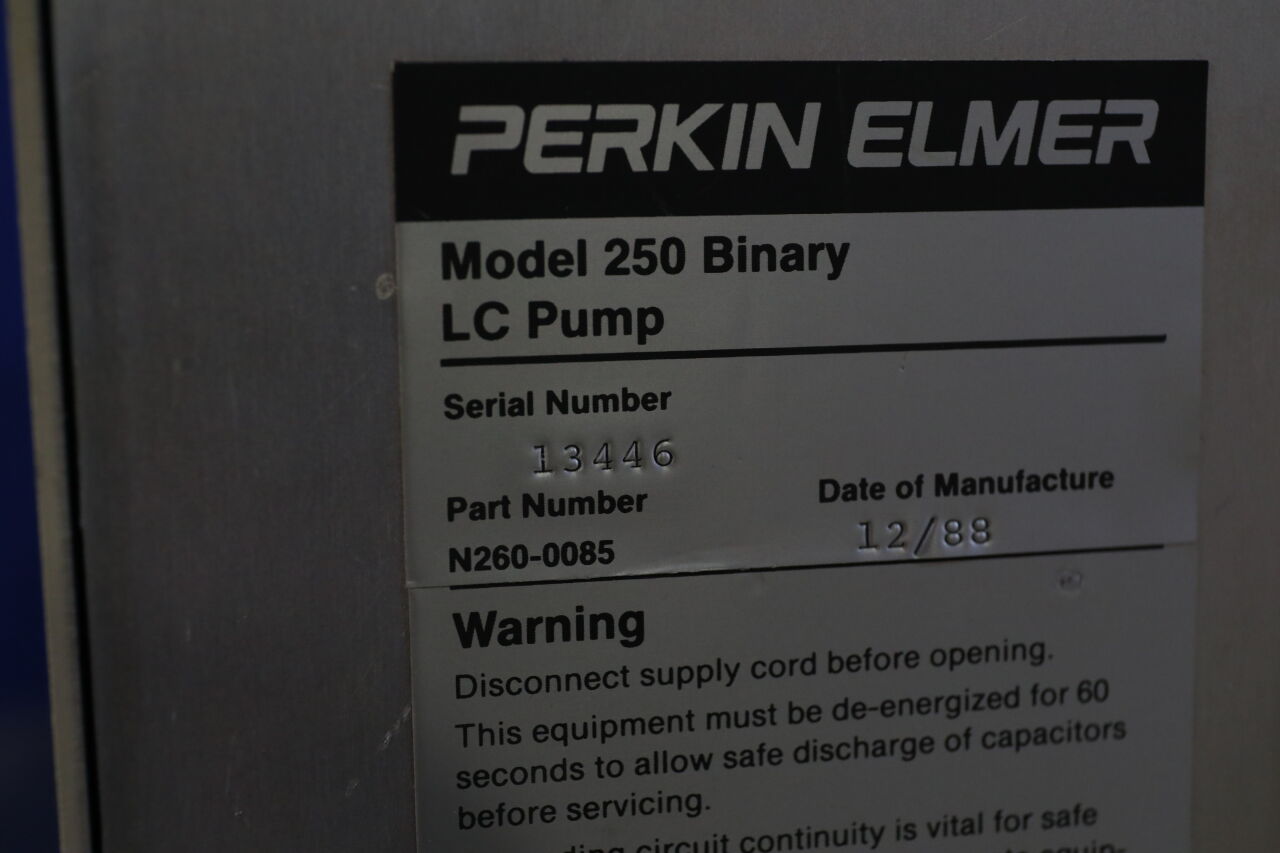 PERKIN ELMER
Model 250 Binary
LC Pump
Serial Number
13446
Part Number
Date of Manufacture
N260-0085
12/88
Warning
Disconnect supply cord before opening.
This equipment must be de-energized for 60
seconds to allow safe discharge of capacitors
before servicing.
circuit continuity is vital for safe